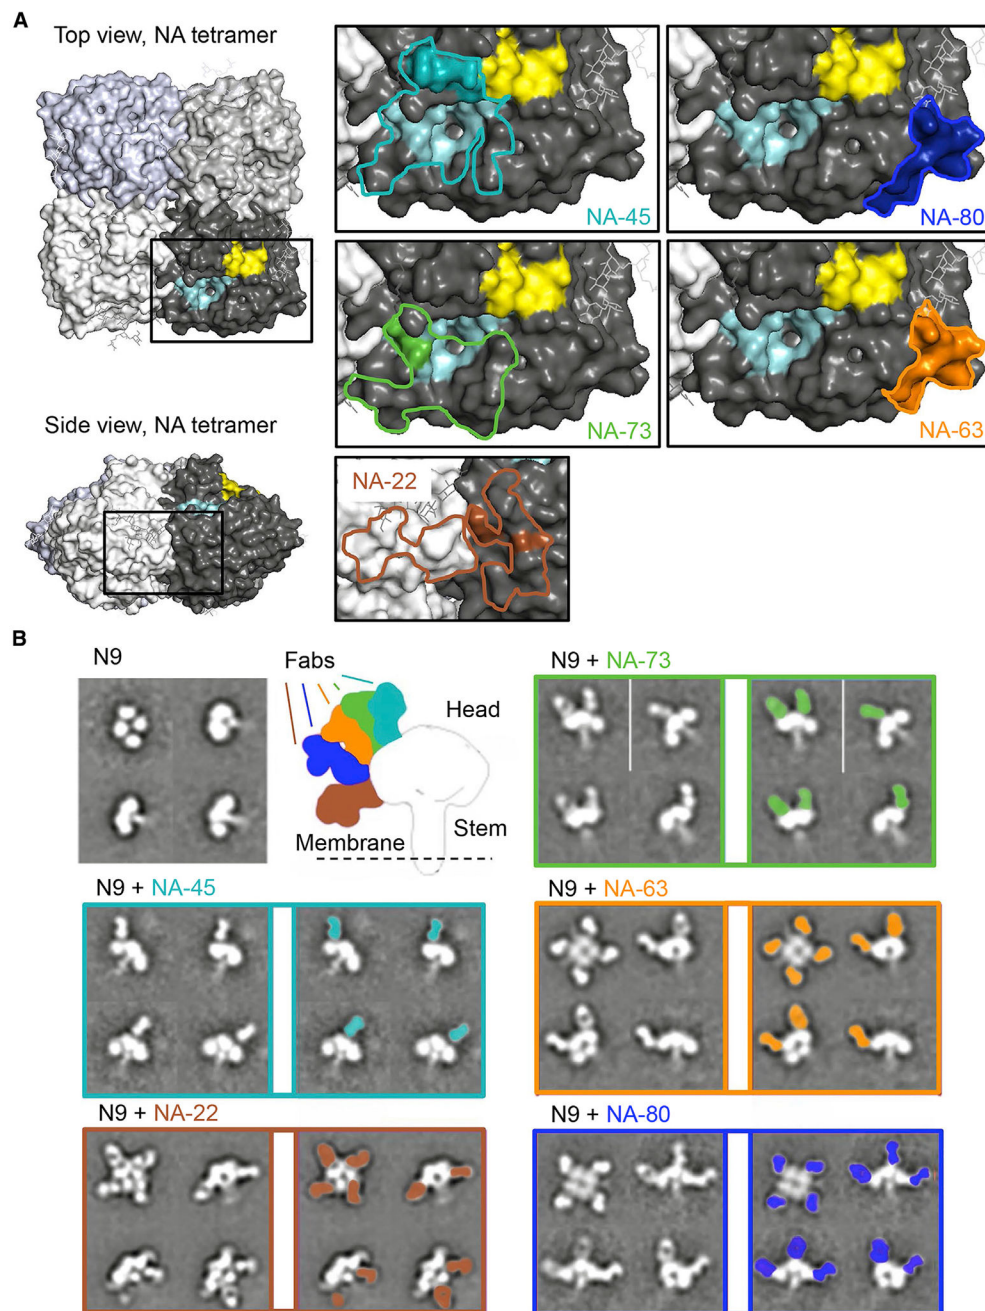 A
Top view, NA tetramer
NA-45
NA-80
NA-73
NA-63
Side view, NA tetramer
NA-22
B
N9
Fabs
Head
Membrane
Stem
N9 + NA-73
N9 + NA-45
N9 + NA-63
N9 + NA-22
N9 + NA-80